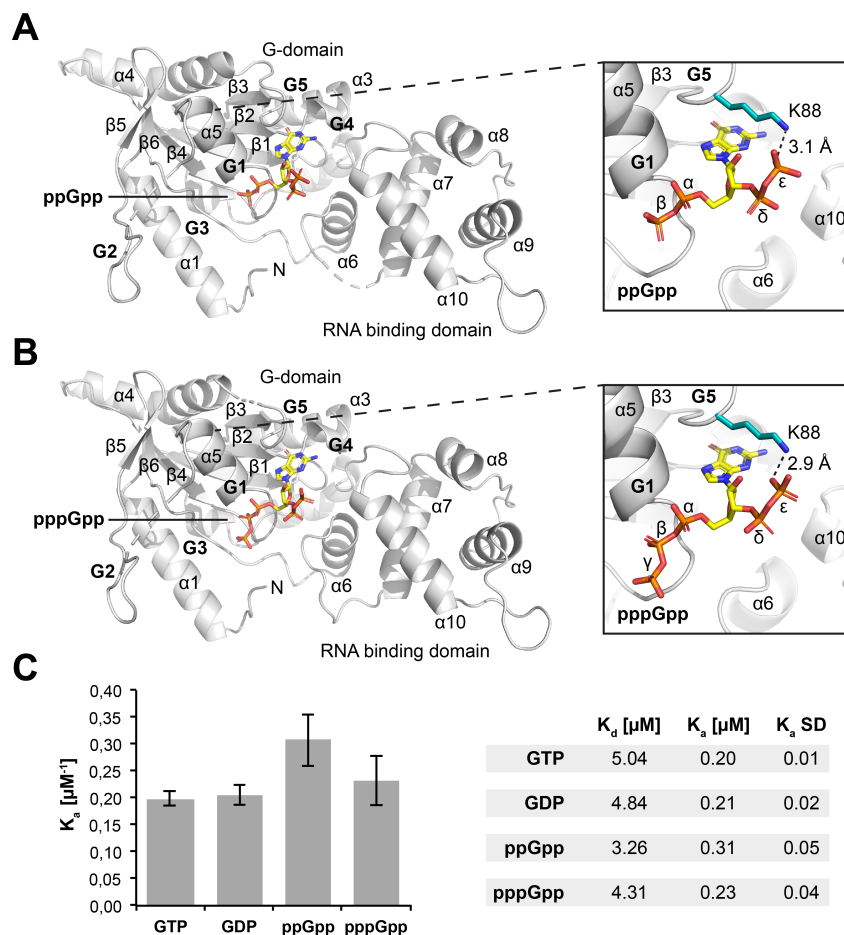 A
G-domain
α4
β3
G5
α3
β5
β2
α5
G4
β6
β4
β1
α8
G1
α7
ppGpp
G3
G2
α1
N
α6
α9
α10
RNA binding domain
β3
G5
α5
K88
3.1 Å
G1
α
β
ε
δ
α10
α6
ppGpp
B
G-domain
α4
β3
G5
α3
β5
β2
G4
α5
β6
β4
β1
α8
G1
α7
pppGpp
G3
G2
α1
N
α6
α9
α10
RNA binding domain
β3
G5
α5
K88
2.9 Å
G1
α
β
ε
δ
α10
γ
α6
pppGpp
C
0,40
0,35
0,30
0,25
0,20
0,15
0,10
0,05
0,00
Ka [µM-1]
GTP GDP ppGpp pppGpp
Kd [µM] Ka [µM] Ka SD
GTP 5.04 0.20 0.01
GDP 4.84 0.21 0.02
ppGpp 3.26 0.31 0.05
pppGpp 4.31 0.23 0.04